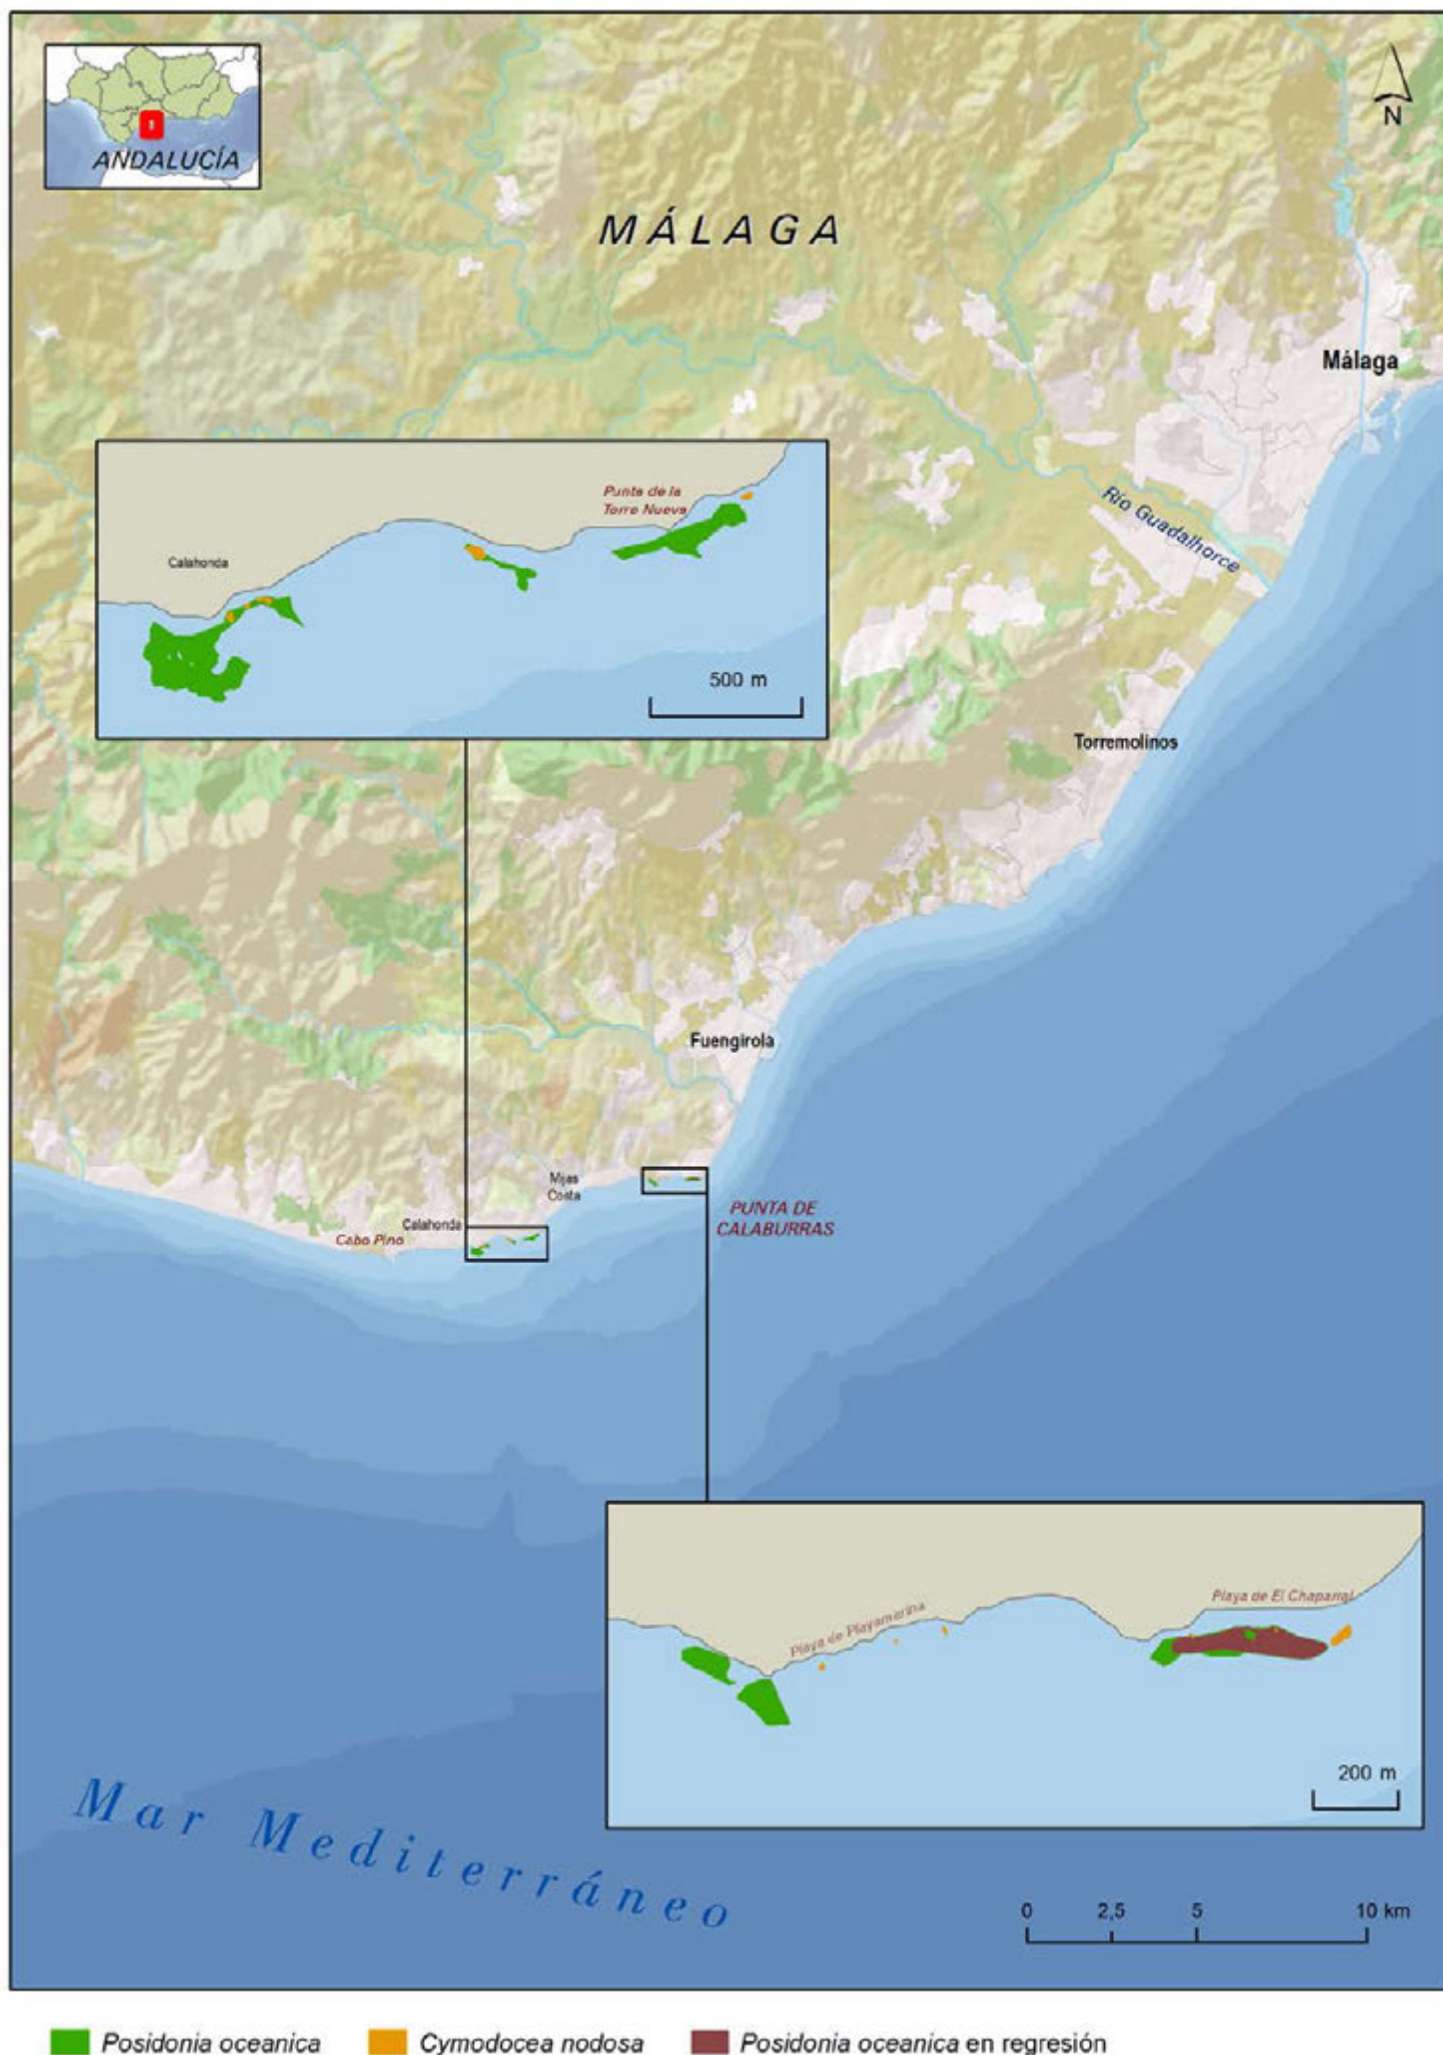 ANDALUCÍA
N
MÁLAGA
Málaga
Punta de la
Torre Nueva
Río Guadalhorce
Calahonda
500 m
Torremolinos
Fuengirola
Mijas
Costa
PUNTA DE
CALABURRAS
Calahonda
Cabo Pino
Playa de El Chaparral
Playa de Playamarina
200 m
Mar Mediterráneo
0 2,5 5 10 km
Posidonia oceanica Cymodocea nodosa Posidonia oceanica en regresión